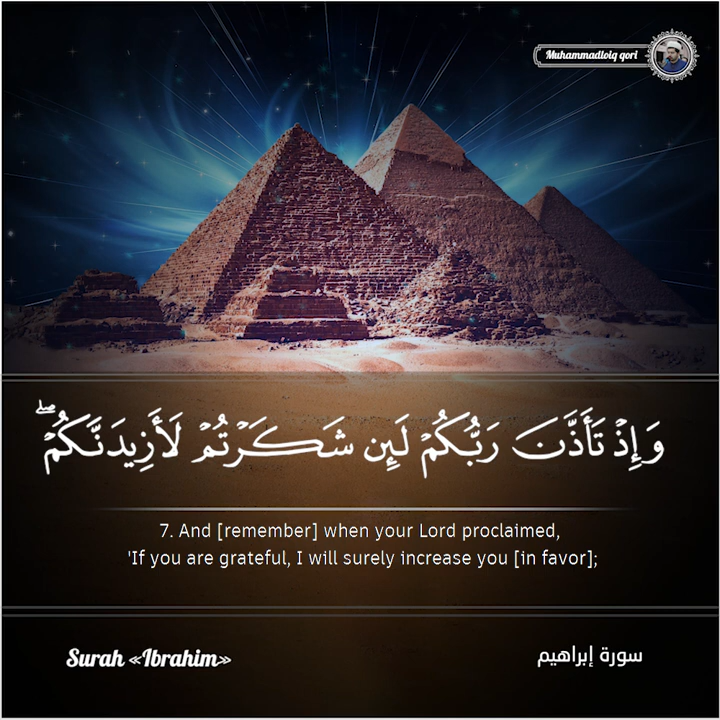 Muhammadloiq qori
وَإِذْ تَأَذَّنَ رَبُّكُمْ لَئِن شَكَرْتُمْ لَأَزِيدَنَّكُمْ ۖ
7. And [remember] when your Lord proclaimed,
'If you are grateful, I will surely increase you [in favor];
Surah «Ibrahim»
سورة إبراهيم